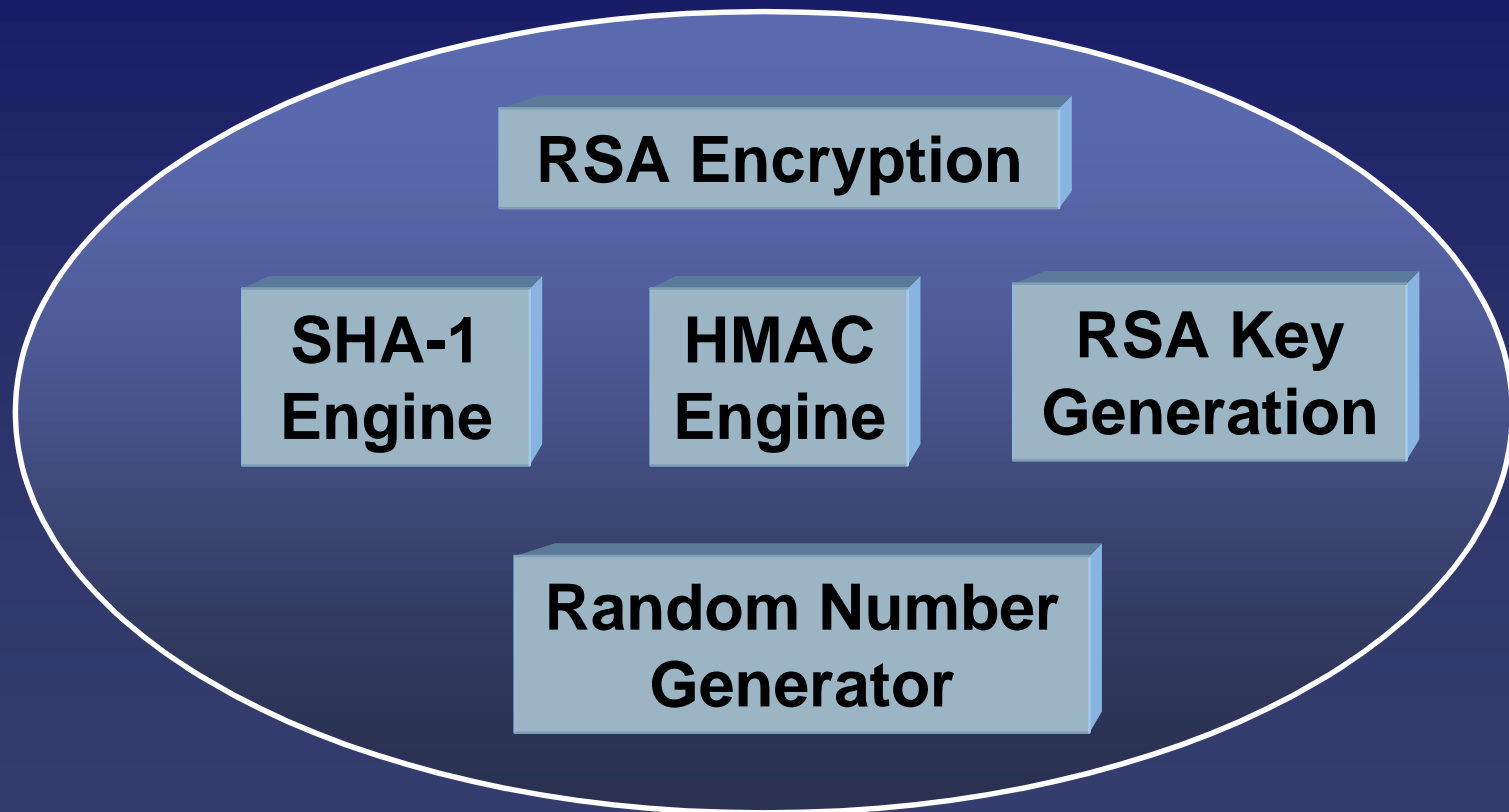 RSA Encryption
SHA-1
Engine
HMAC
Engine
RSA Key
Generation
Random Number
Generator